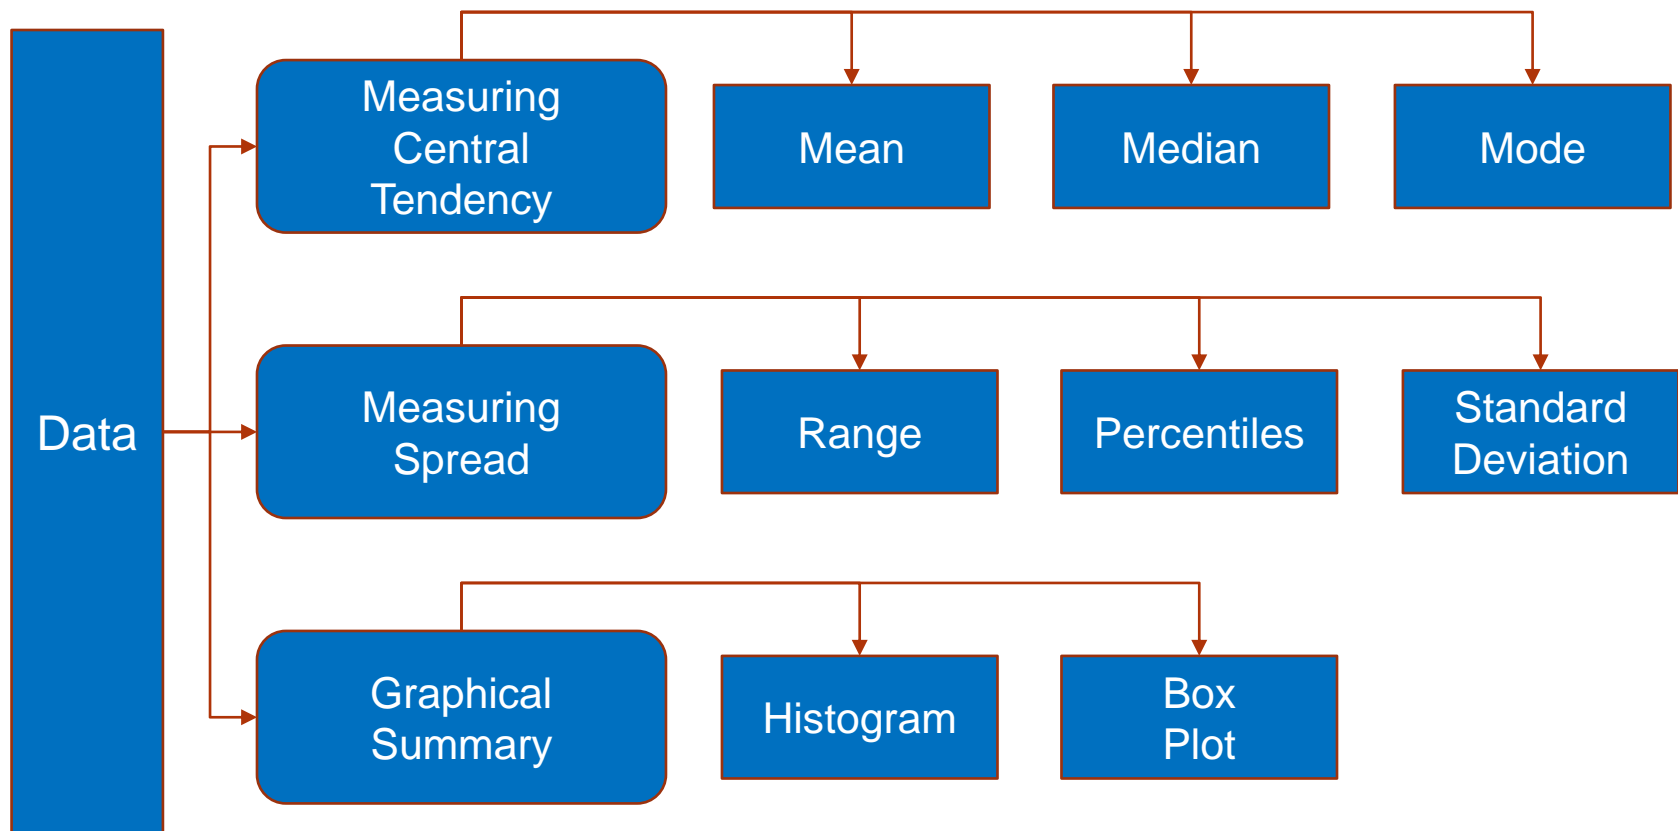 Data
Measuring
Central
Tendency
Mean
Median
Mode
Measuring
Spread
Range
Percentiles
Standard
Deviation
Graphical
Summary
Histogram
Box
Plot